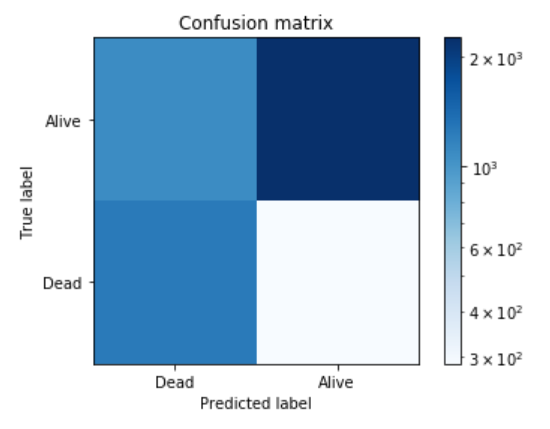 Confusion matrix
True label
Alive
Dead
Dead Alive
Predicted label
2 × 10³
10³
6 × 10²
4 × 10²
3 × 10²